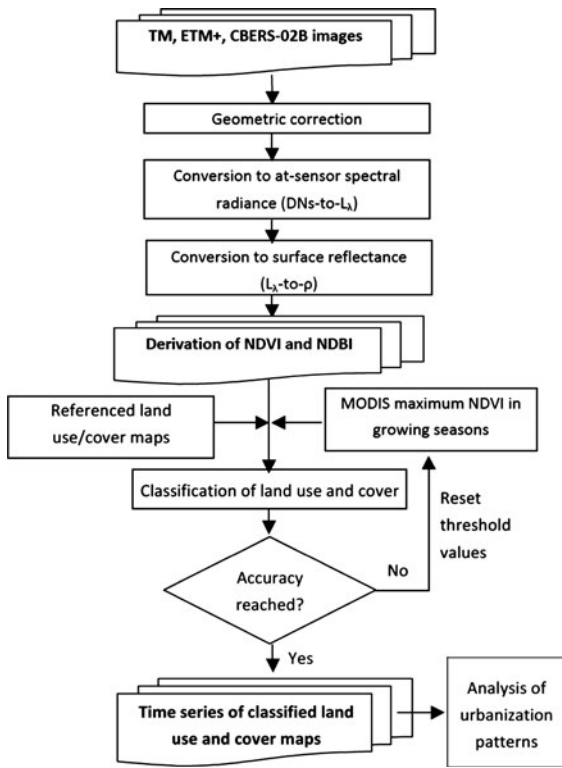 TM, ETM+, CBERS-02B images
Geometric correction
Conversion to at-sensor spectral
radiance (DNs-to-Lλ)
Conversion to surface reflectance
(Lλ-to-ρ)
Derivation of NDVI and NDBI
Referenced land
use/cover maps
MODIS maximum NDVI in
growing seasons
Classification of land use and cover
Reset
threshold
values
Accuracy
reached?
No
Yes
Time series of classified land
use and cover maps
Analysis of
urbanization
patterns